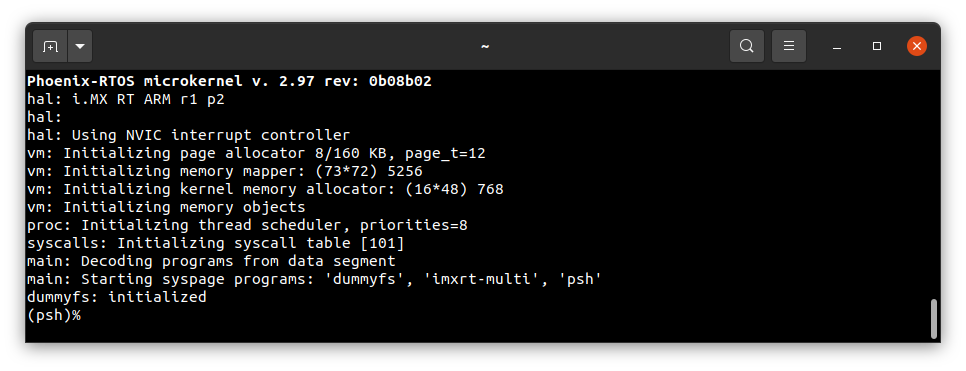 ~
Phoenix-RTOS microkernel v. 2.97 rev: 0b08b02
hal: i.MX RT ARM r1 p2
hal:
hal: Using NVIC interrupt controller
vm: Initializing page allocator 8/160 KB, page_t=12
vm: Initializing memory mapper: (73*72) 5256
vm: Initializing kernel memory allocator: (16*48) 768
vm: Initializing memory objects
proc: Initializing thread scheduler, priorities=8
syscalls: Initializing syscall table [101]
main: Decoding programs from data segment
main: Starting syspage programs: 'dummyfs', 'imxrt-multi', 'psh'
dummyfs: initialized
(psh)%